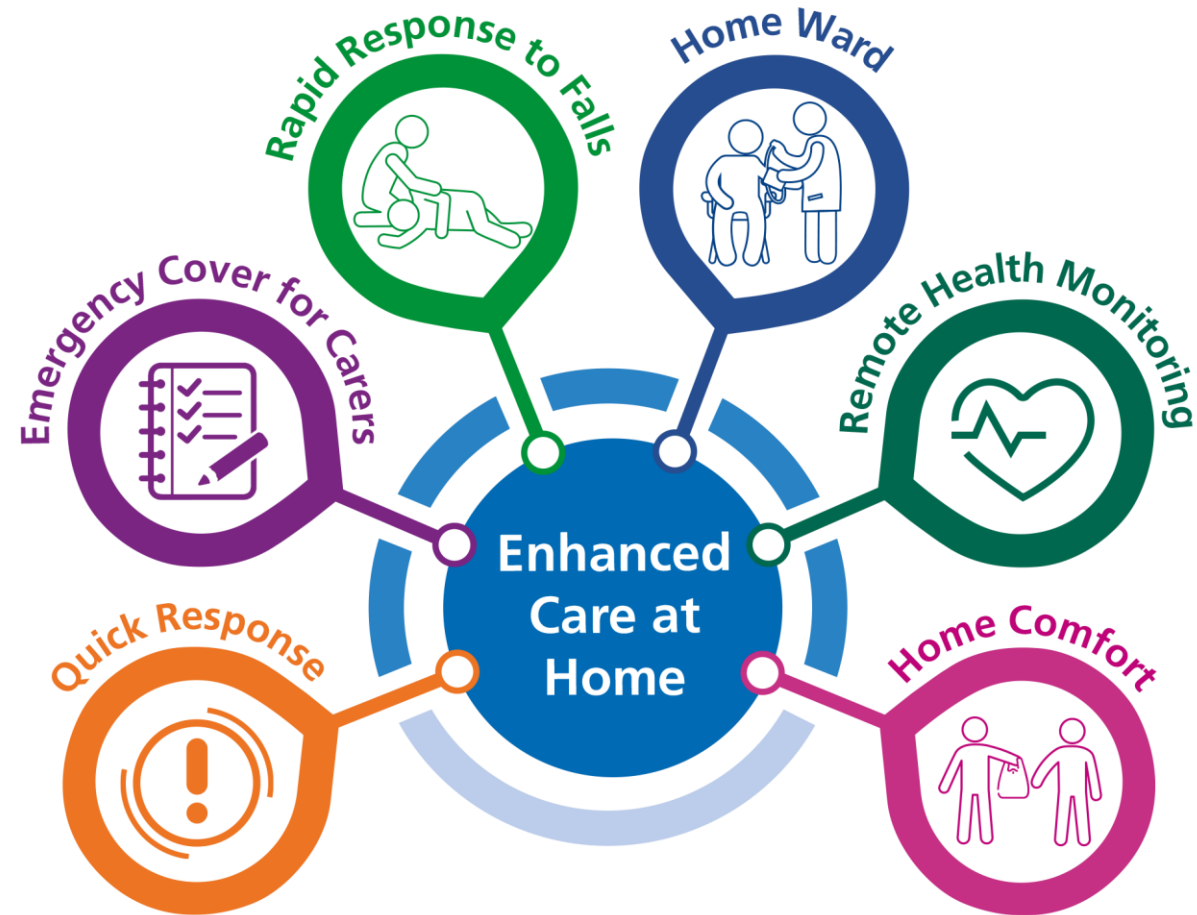 Rapid Response to Falls
Home Ward
Emergency Cover for Carers
Remote Health Monitoring
Enhanced
Care at
Home
Quick Response
Home Comfort